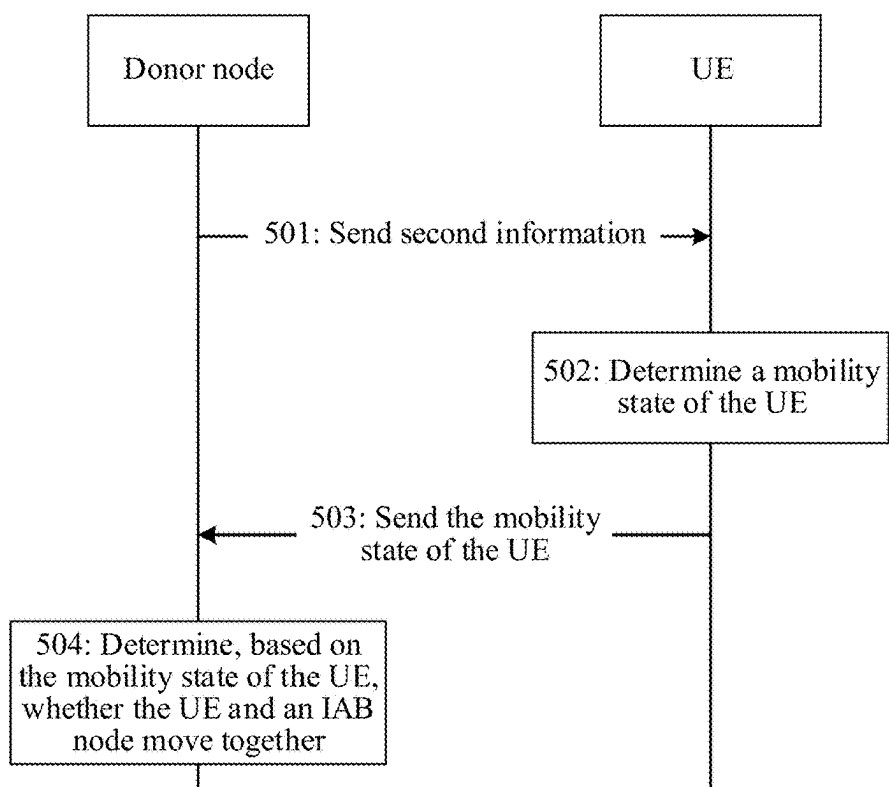 Donor node
UE
501: Send second information
502: Determine a mobility
state of the UE
503: Send the mobility
state of the UE
504: Determine, based on
the mobility state of the UE,
whether the UE and an IAB
node move together